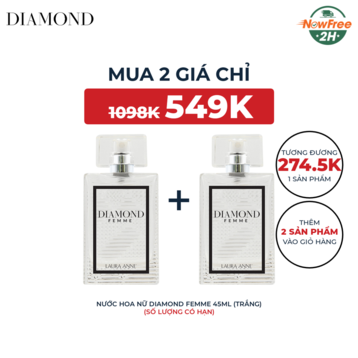 DIAMOND
NowFree
2H
MUA 2 GIÁ CHỈ
1098K 549K
TƯƠNG ĐƯƠNG
274.5K
1 SẢN PHẨM
DIAMOND
FEMME
LAURA ANNE
+
DIAMOND
FEMME
LAURA ANNE
THÊM
2 SẢN PHẨM
VÀO GIỎ HÀNG
NƯỚC HOA NỮ DIAMOND FEMME 45ML (TRẮNG)
(SỐ LƯỢNG CÓ HẠN)